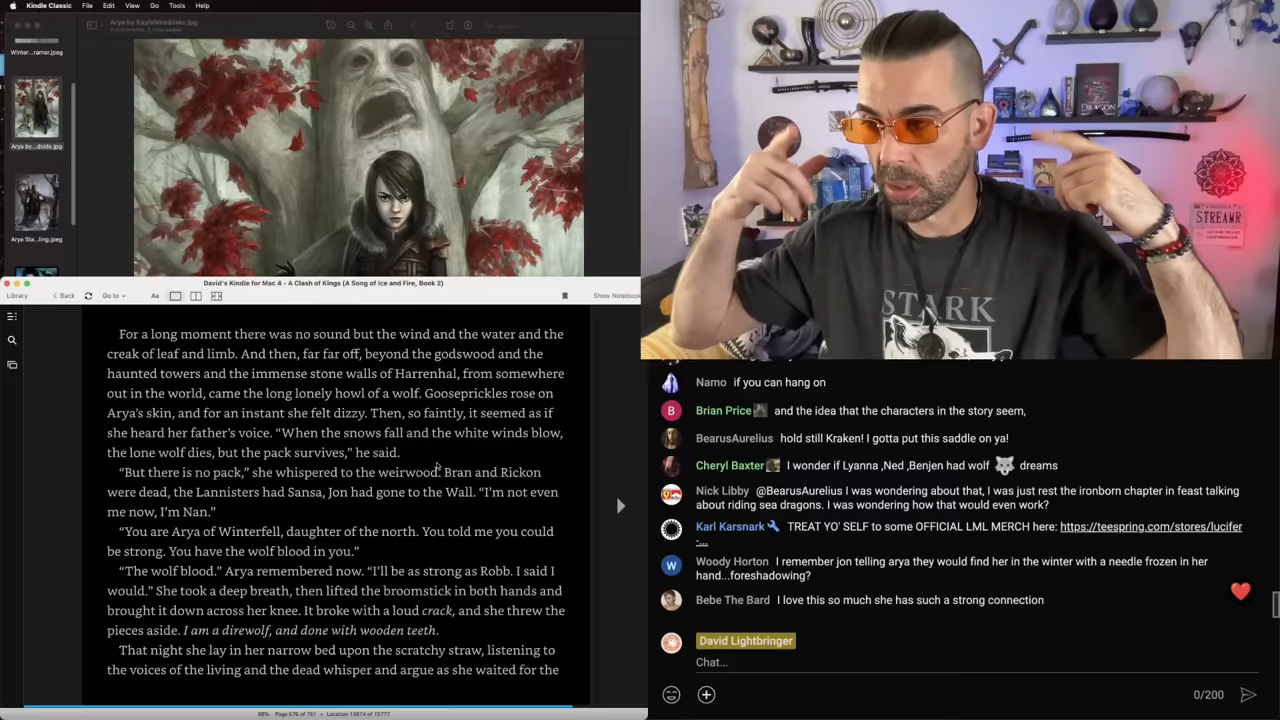 Kindle Classic File Edit View Go Tools Help
Arya by KaylaWoodside.jpg
Winter...ramer.jpeg
Arya by...dside.jpg
Arya Sta...ling.jpeg
David's Kindle for Mac 4 - A Clash of Kings (A Song of Ice and Fire, Book 2)
Library < Back Go to Aa Show Notebook
For a long moment there was no sound but the wind and the water and the
creak of leaf and limb. And then, far far off, beyond the godswood and the
haunted towers and the immense stone walls of Harrenhal, from somewhere
out in the world, came the long lonely howl of a wolf. Gooseprickles rose on
Arya's skin, and for an instant she felt dizzy. Then, so faintly, it seemed as if
she heard her father's voice. “When the snows fall and the white winds blow,
the lone wolf dies, but the pack survives,” he said.
“But there is no pack,” she whispered to the weirwood. Bran and Rickon
were dead, the Lannisters had Sansa, Jon had gone to the Wall. “I'm not even
me now, I'm Nan.”
“You are Arya of Winterfell, daughter of the north. You told me you could
be strong. You have the wolf blood in you.”
“The wolf blood.” Arya remembered now. “I'll be as strong as Robb. I said I
would.” She took a deep breath, then lifted the broomstick in both hands and
brought it down across her knee. It broke with a loud crack, and she threw the
pieces aside. I am a direwolf, and done with wooden teeth.
That night she lay in her narrow bed upon the scratchy straw, listening to
the voices of the living and the dead whisper and argue as she waited for the
88% Page 676 of 761 • Location 13874 of 15777
DRAGON
STREAMR
STARK
Namo if you can hang on
B Brian Price and the idea that the characters in the story seem,
BearusAurelius hold still Kraken! I gotta put this saddle on ya!
Cheryl Baxter I wonder if Lyanna ,Ned ,Benjen had wolf 🐺 dreams
Nick Libby @BearusAurelius I was wondering about that, I was just rest the ironborn chapter in feast talking
about riding sea dragons. I was wondering how that would even work?
Karl Karsnark TREAT YO' SELF to some OFFICIAL LML MERCH here: https://teespring.com/stores/lucifer
-...
W Woody Horton I remember jon telling arya they would find her in the winter with a needle frozen in her
hand...foreshadowing?
Bebe The Bard I love this so much she has such a strong connection
David Lightbringer
Chat...
0/200